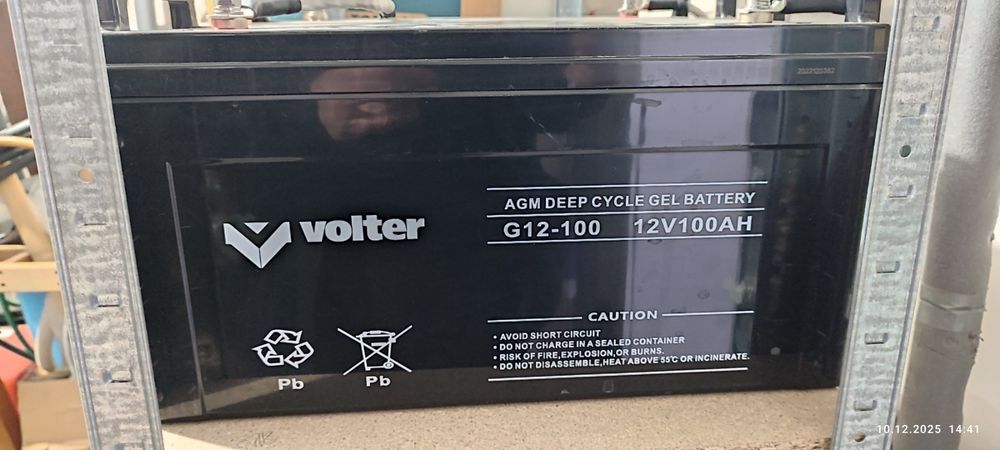 volter
AGM DEEP CYCLE GEL BATTERY
G12-100 12V100AH
CAUTION
• AVOID SHORT CIRCUIT
• DO NOT CHARGE IN A SEALED CONTAINER
• RISK OF FIRE,EXPLOSION,OR BURNS.
• DO NOT DISASSEMBLE,HEAT ABOVE 55℃ OR INCINERATE.
Pb
Pb
10.12.2025 14:41